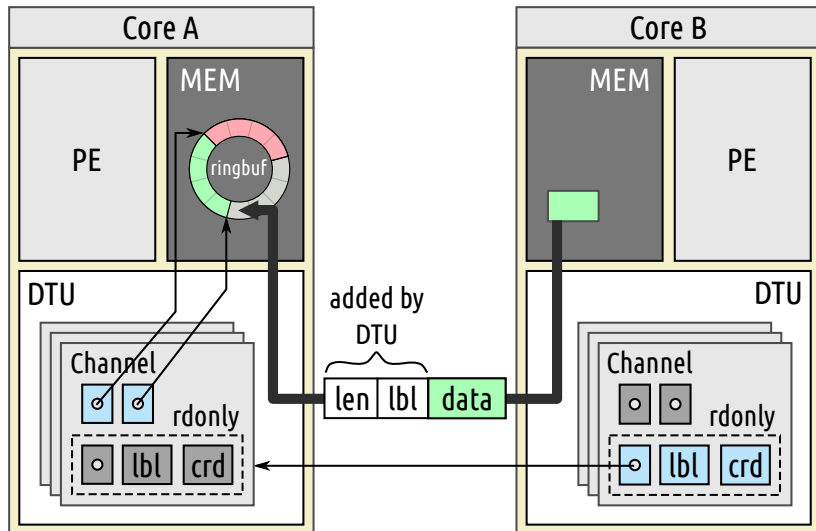 Core A
Core B
MEM
MEM
PE
PE
ringbuf
DTU
DTU
added by
DTU
Channel
Channel
len
lbl
data
rdonly
rdonly
lbl
crd
lbl
crd